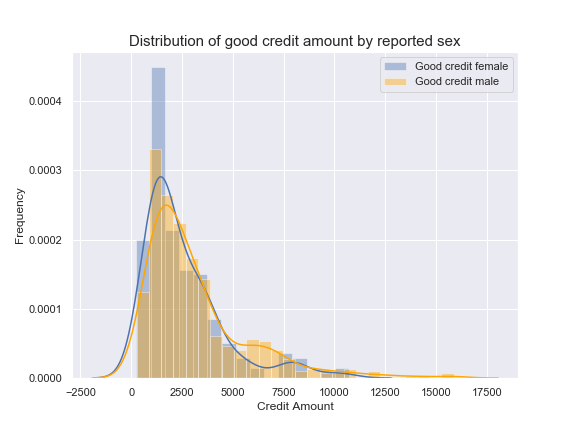 Distribution of good credit amount by reported sex
Good credit female
Good credit male
0.0004
0.0003
0.0002
0.0001
0.0000
Frequency
−2500 0 2500 5000 7500 10000 12500 15000 17500
Credit Amount